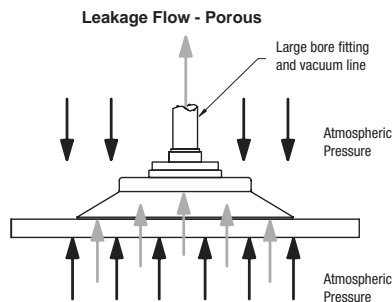 Leakage Flow - Porous
Large bore fitting
and vacuum line
Atmospheric
Pressure
Atmospheric
Pressure